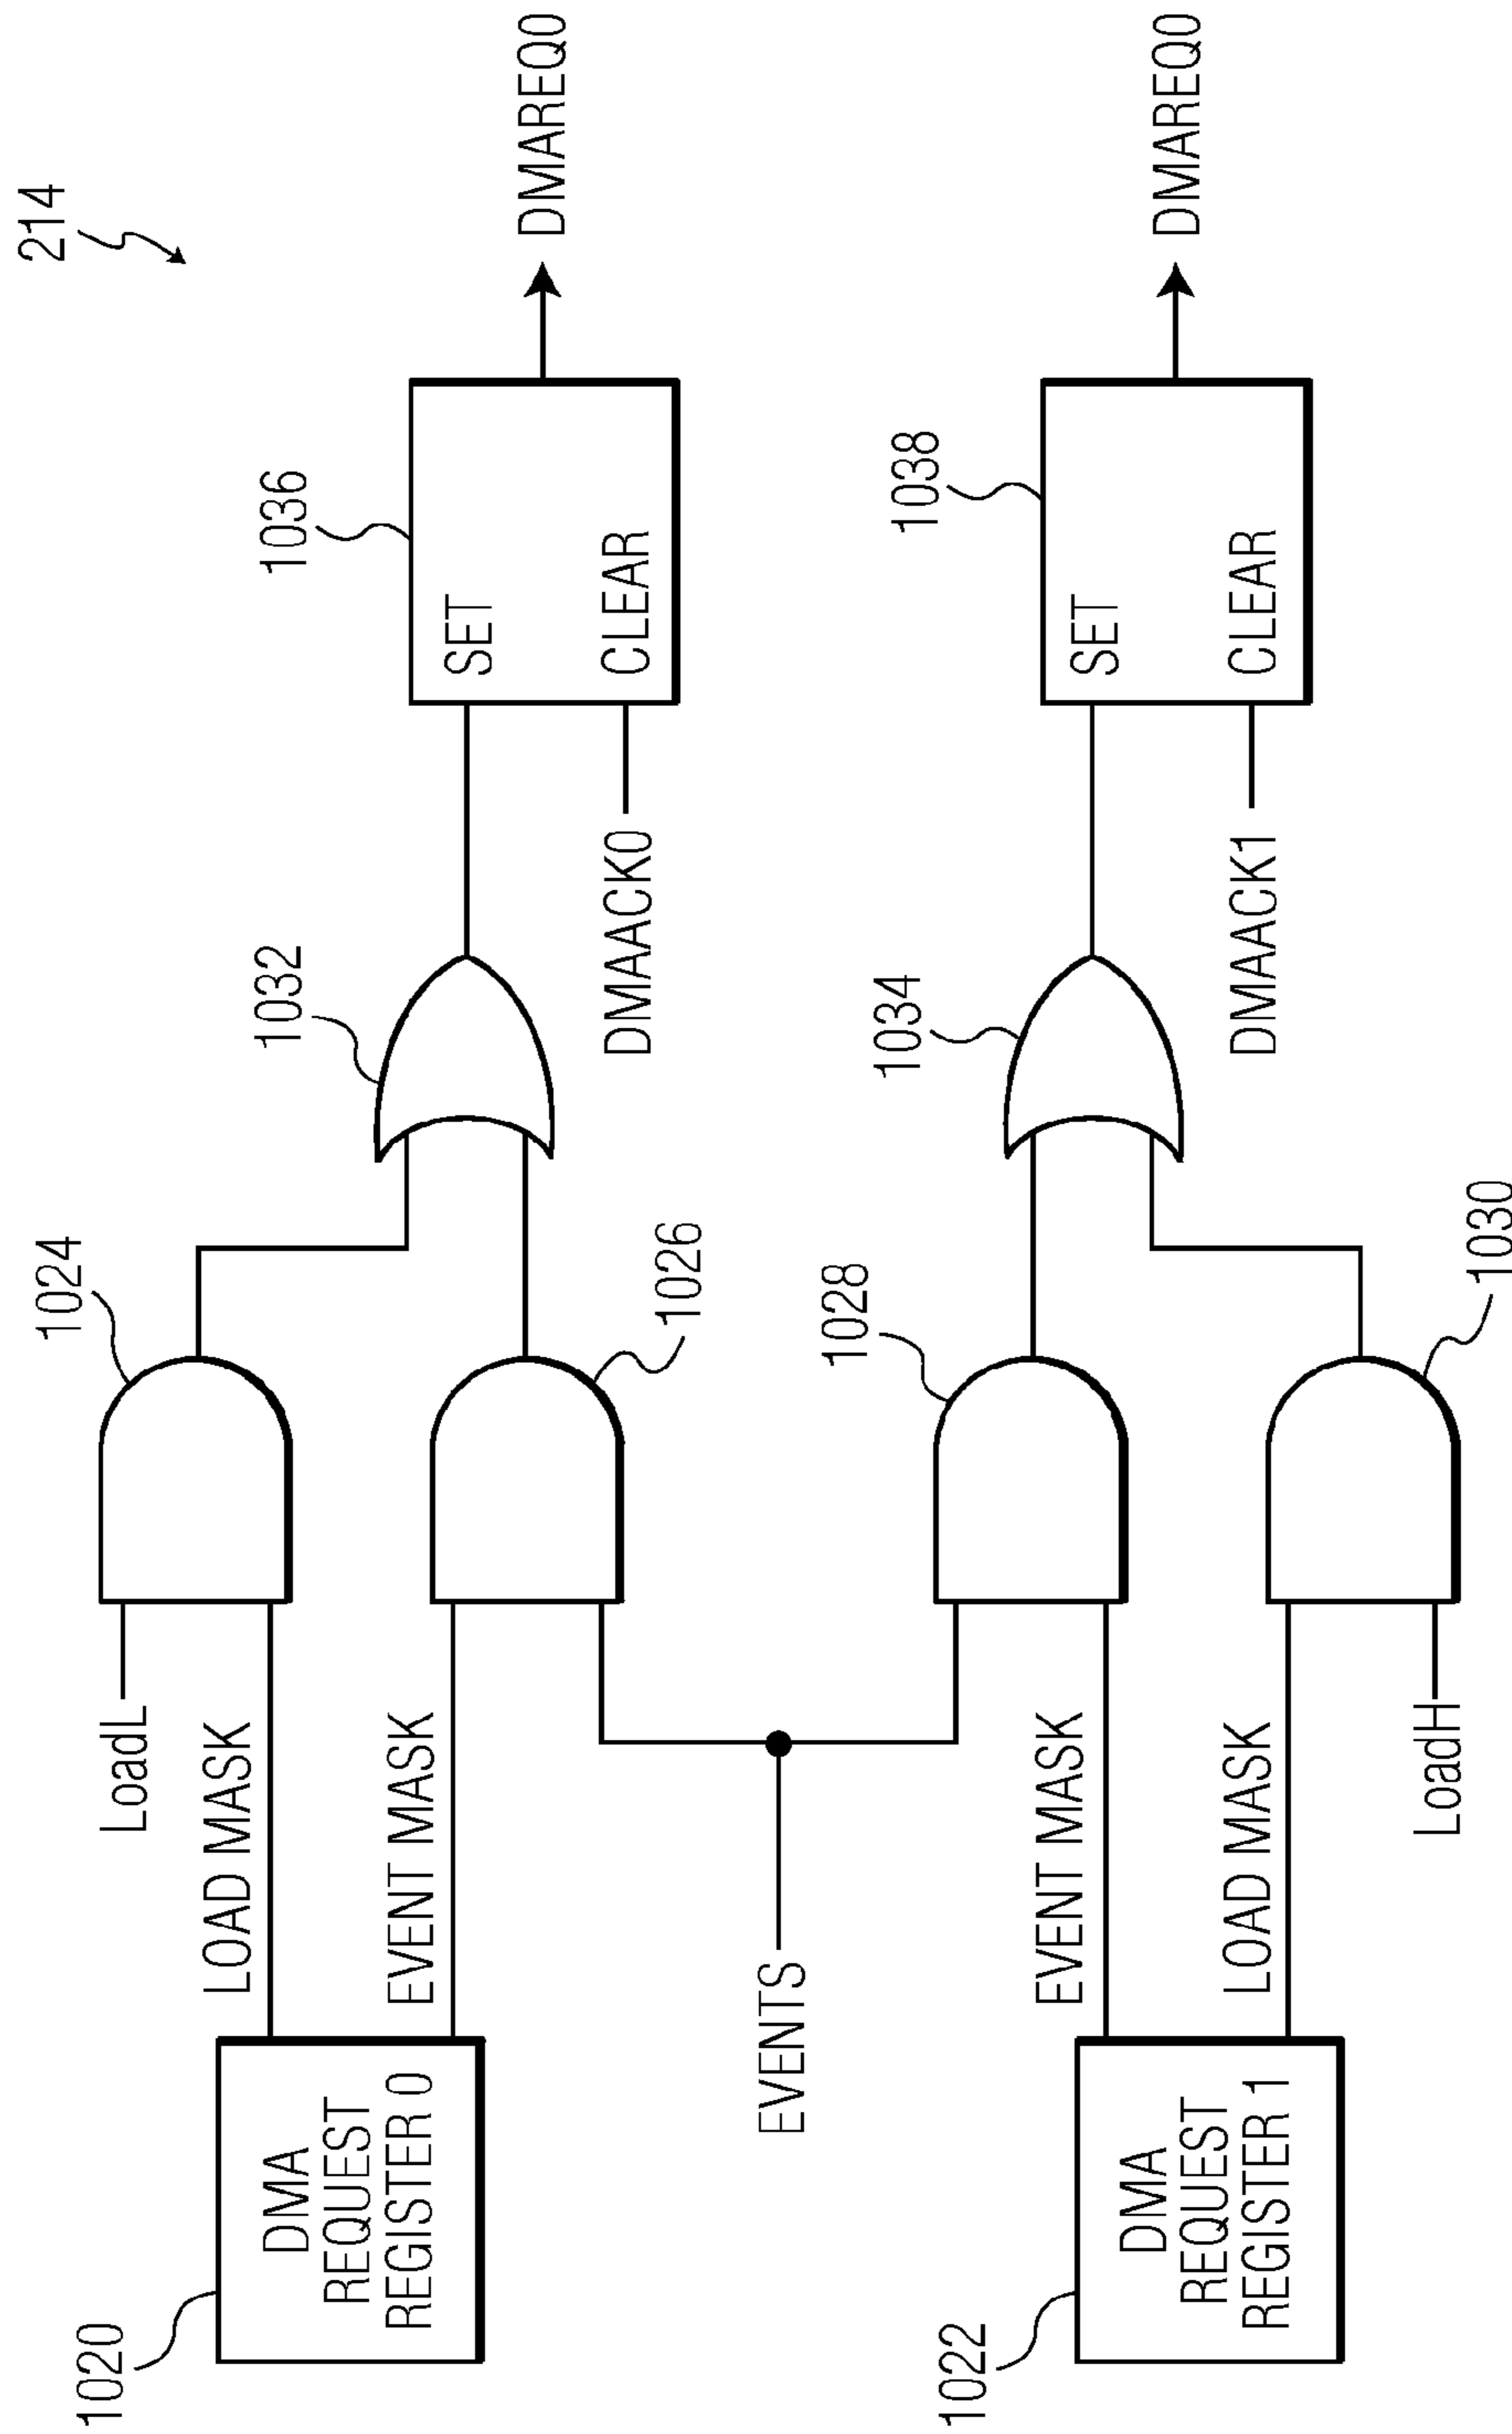 214
1020
DMA
REQUEST
REGISTER 0
LoadL
LOAD MASK
EVENT MASK
1024
1026
1032
1036
SET
CLEAR
DMAACK0
DMAREQ0
EVENTS
1022
DMA
REQUEST
REGISTER 1
EVENT MASK
LOAD MASK
LoadH
1028
1030
1034
1038
SET
CLEAR
DMAACK1
DMAREQ0